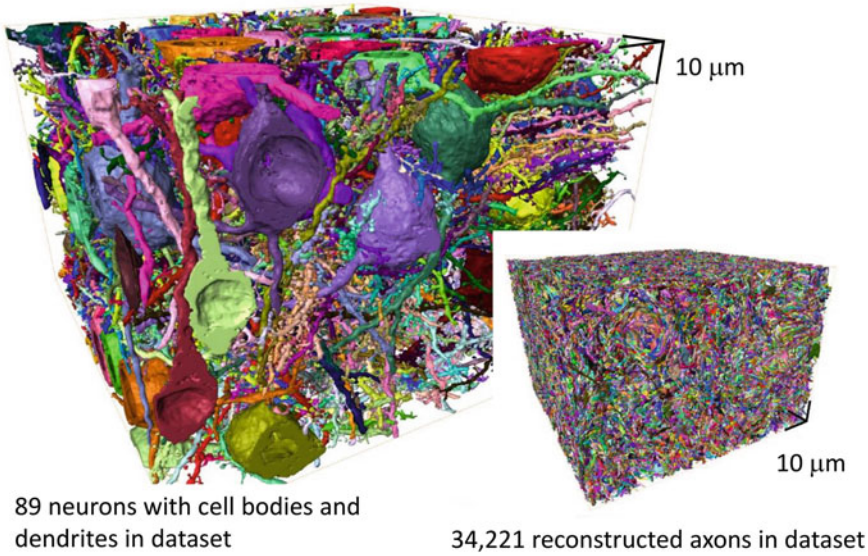 10 μm
10 μm
89 neurons with cell bodies and
dendrites in dataset
34,221 reconstructed axons in dataset